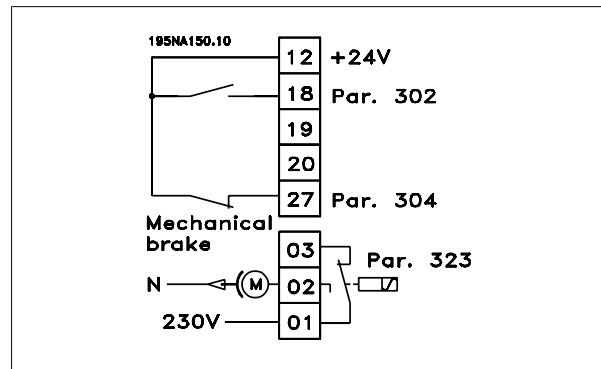 195NA150.10
12 +24V
18 Par. 302
19
20
27 Par. 304
Mechanical
brake
03
Par. 323
N M 02
230V 01